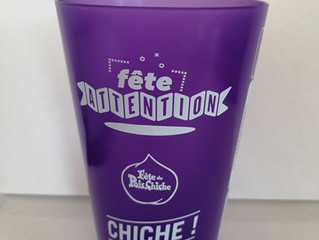 fête
ATTENTION
Fête du
Pois Chiche
CHICHE !